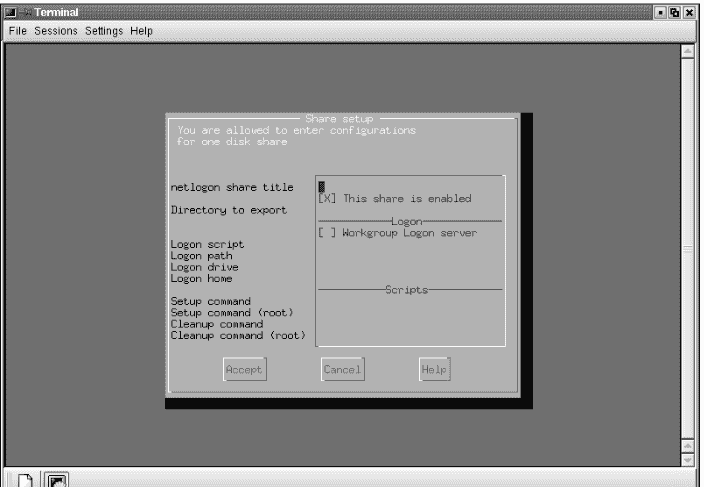 Terminal
File Sessions Settings Help
Share setup
You are allowed to enter configurations
for one disk share
netlogon share title
[X] This share is enabled
Directory to export
Logon
[ ] Workgroup Logon server
Logon script
Logon path
Logon drive
Logon home
Scripts
Setup command
Setup command (root)
Cleanup command
Cleanup command (root)
Accept Cancel Help